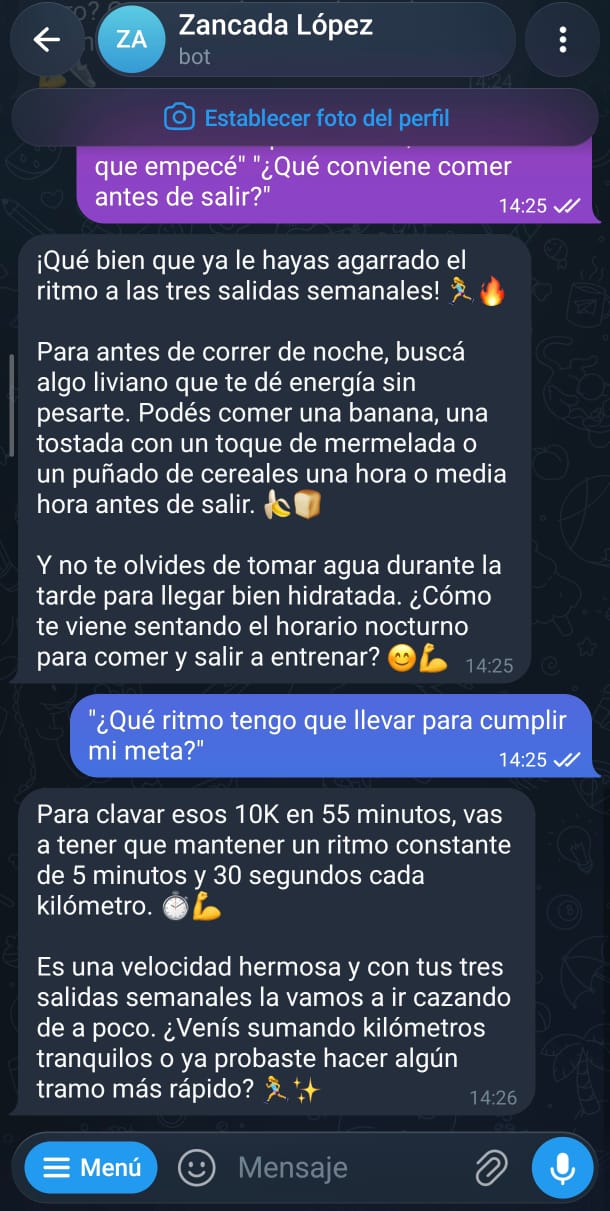 ZA
Zancada López
bot
14:24
Establecer foto del perfil
que empecé" "¿Qué conviene comer
antes de salir?"
14:25
¡Qué bien que ya le hayas agarrado el
ritmo a las tres salidas semanales! 🏃‍♀️🔥
Para antes de correr de noche, buscá
algo liviano que te dé energía sin
pesarte. Podés comer una banana, una
tostada con un toque de mermelada o
un puñado de cereales una hora o media
hora antes de salir. 🍌🍞
Y no te olvides de tomar agua durante la
tarde para llegar bien hidratada. ¿Cómo
te viene sentando el horario nocturno
para comer y salir a entrenar? 😊💪
14:25
"¿Qué ritmo tengo que llevar para cumplir
mi meta?"
14:25
Para clavar esos 10K en 55 minutos, vas
a tener que mantener un ritmo constante
de 5 minutos y 30 segundos cada
kilómetro. ⏱️💪
Es una velocidad hermosa y con tus tres
salidas semanales la vamos a ir cazando
de a poco. ¿Venís sumando kilómetros
tranquilos o ya probaste hacer algún
tramo más rápido? 🏃‍♀️✨
14:26
Menú
Mensaje